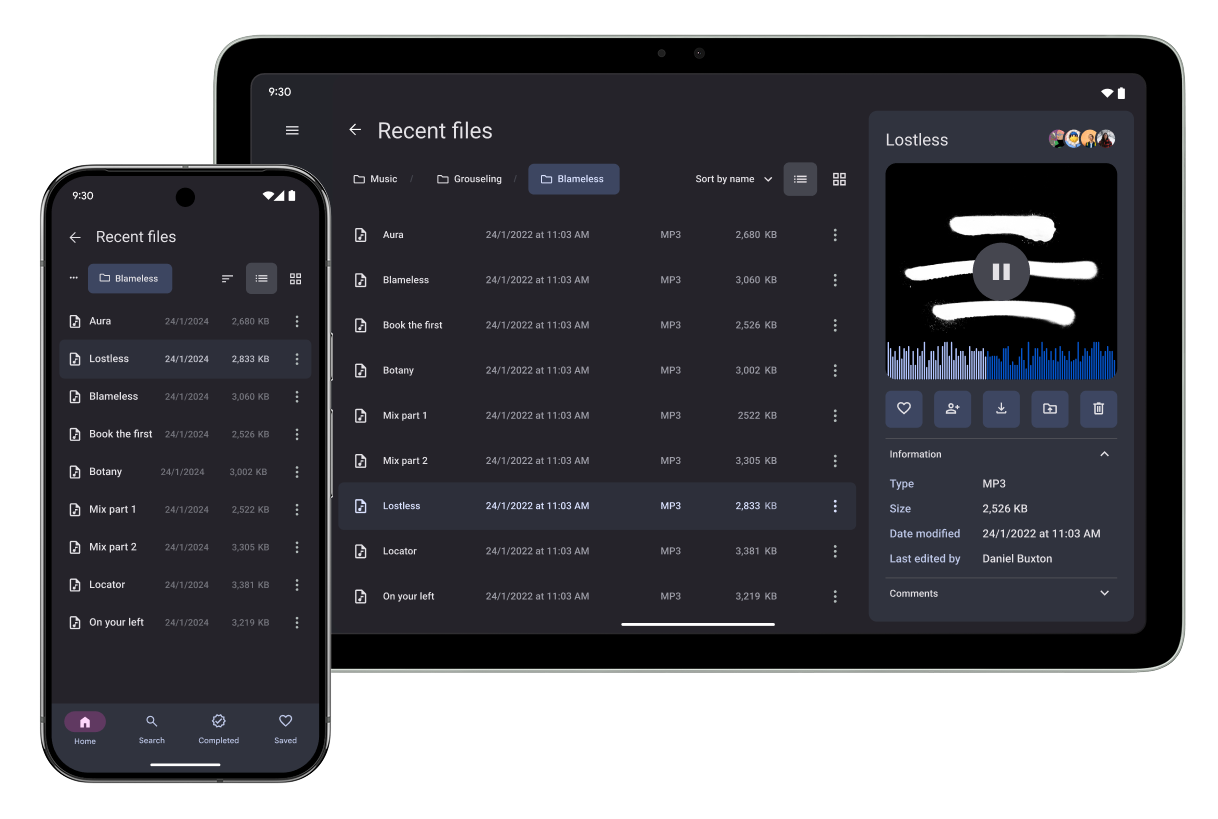 9:30
Recent files
Music / Grouseling / Blameless Sort by name
Aura 24/1/2022 at 11:03 AM MP3 2,680 KB
Blameless 24/1/2022 at 11:03 AM MP3 3,060 KB
Book the first 24/1/2022 at 11:03 AM MP3 2,526 KB
Botany 24/1/2022 at 11:03 AM MP3 3,002 KB
Mix part 1 24/1/2022 at 11:03 AM MP3 2522 KB
Mix part 2 24/1/2022 at 11:03 AM MP3 3,305 KB
Lostless 24/1/2022 at 11:03 AM MP3 2,833 KB
Locator 24/1/2022 at 11:03 AM MP3 3,381 KB
On your left 24/1/2022 at 11:03 AM MP3 3,219 KB
Lostless
Information
Type MP3
Size 2,526 KB
Date modified 24/1/2022 at 11:03 AM
Last edited by Daniel Buxton
Comments
9:30
Recent files
... Blameless
Aura 24/1/2024 2,680 KB
Lostless 24/1/2024 2,833 KB
Blameless 24/1/2024 3,060 KB
Book the first 24/1/2024 2,526 KB
Botany 24/1/2024 3,002 KB
Mix part 1 24/1/2024 2,522 KB
Mix part 2 24/1/2024 3,305 KB
Locator 24/1/2024 3,381 KB
On your left 24/1/2024 3,219 KB
Home Search Completed Saved